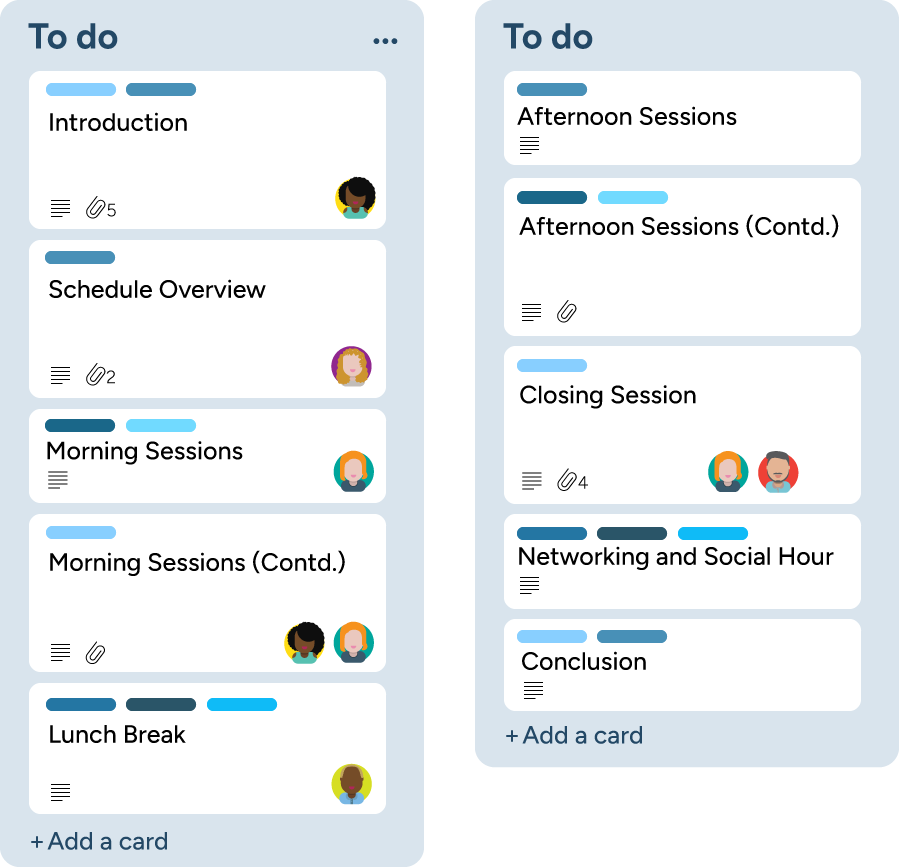 To do
Introduction
5
Schedule Overview
2
Morning Sessions
Morning Sessions (Contd.)
Lunch Break
+ Add a card
To do
Afternoon Sessions
Afternoon Sessions (Contd.)
Closing Session
4
Networking and Social Hour
Conclusion
+ Add a card